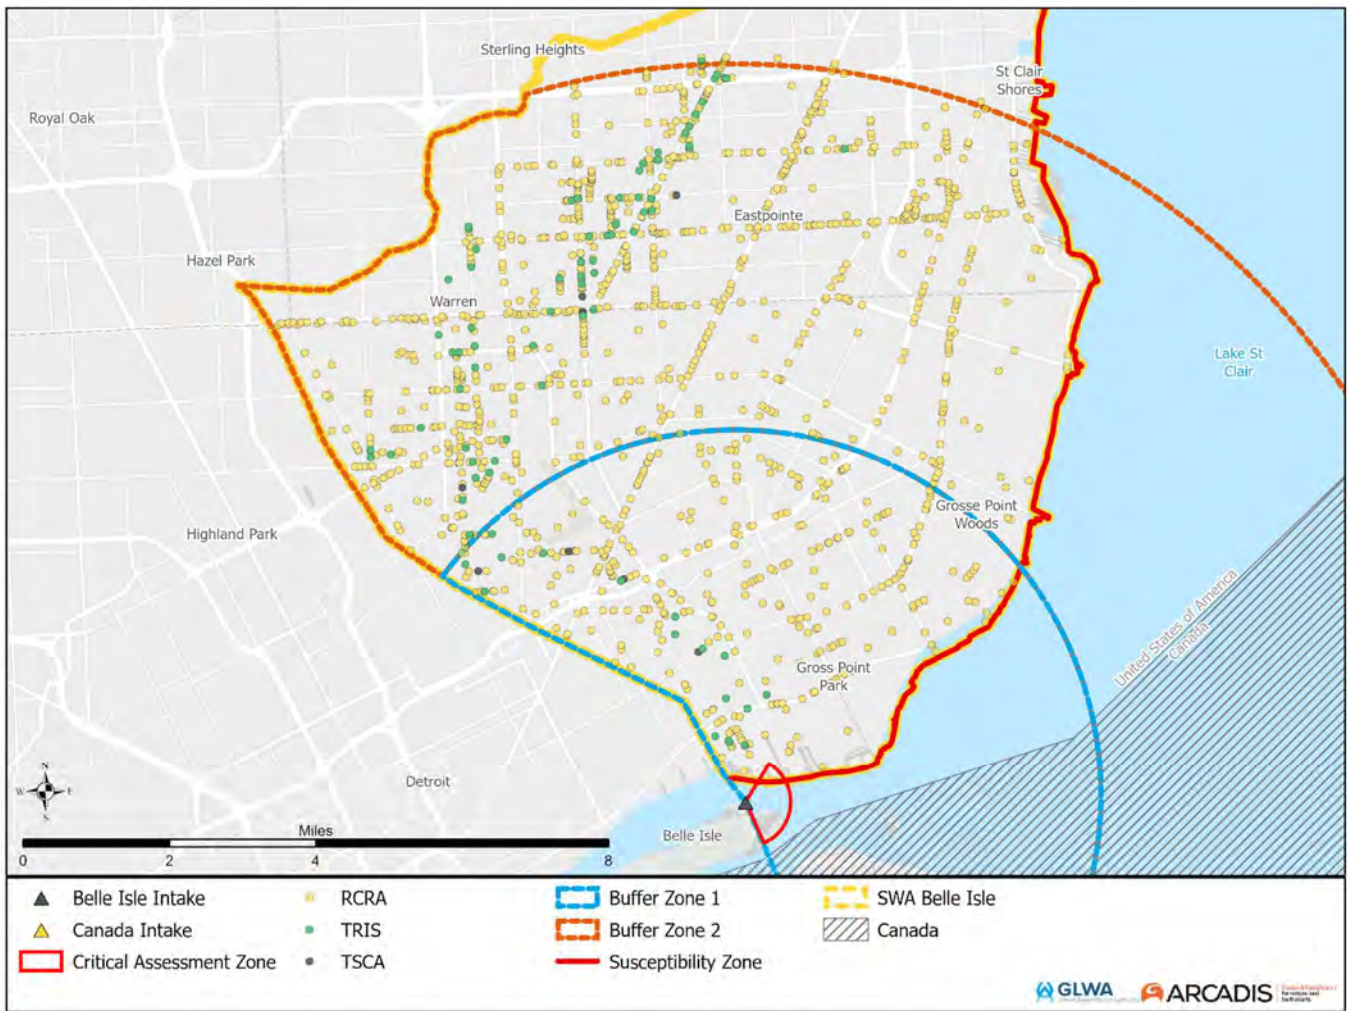 Sterling Heights
St Clair
Shores
Royal Oak
Eastpointe
Hazel Park
Warren
Lake St
Clair
Grosse Point
Woods
Highland Park
United States of America
Canada
Gross Point
Park
N
W E
S
Detroit
Miles
Belle Isle
0 2 4 8
Belle Isle Intake
RCRA
Buffer Zone 1
SWA Belle Isle
Canada Intake
TRIS
Buffer Zone 2
Canada
Critical Assessment Zone
TSCA
Susceptibility Zone
GLWA
ARCADIS